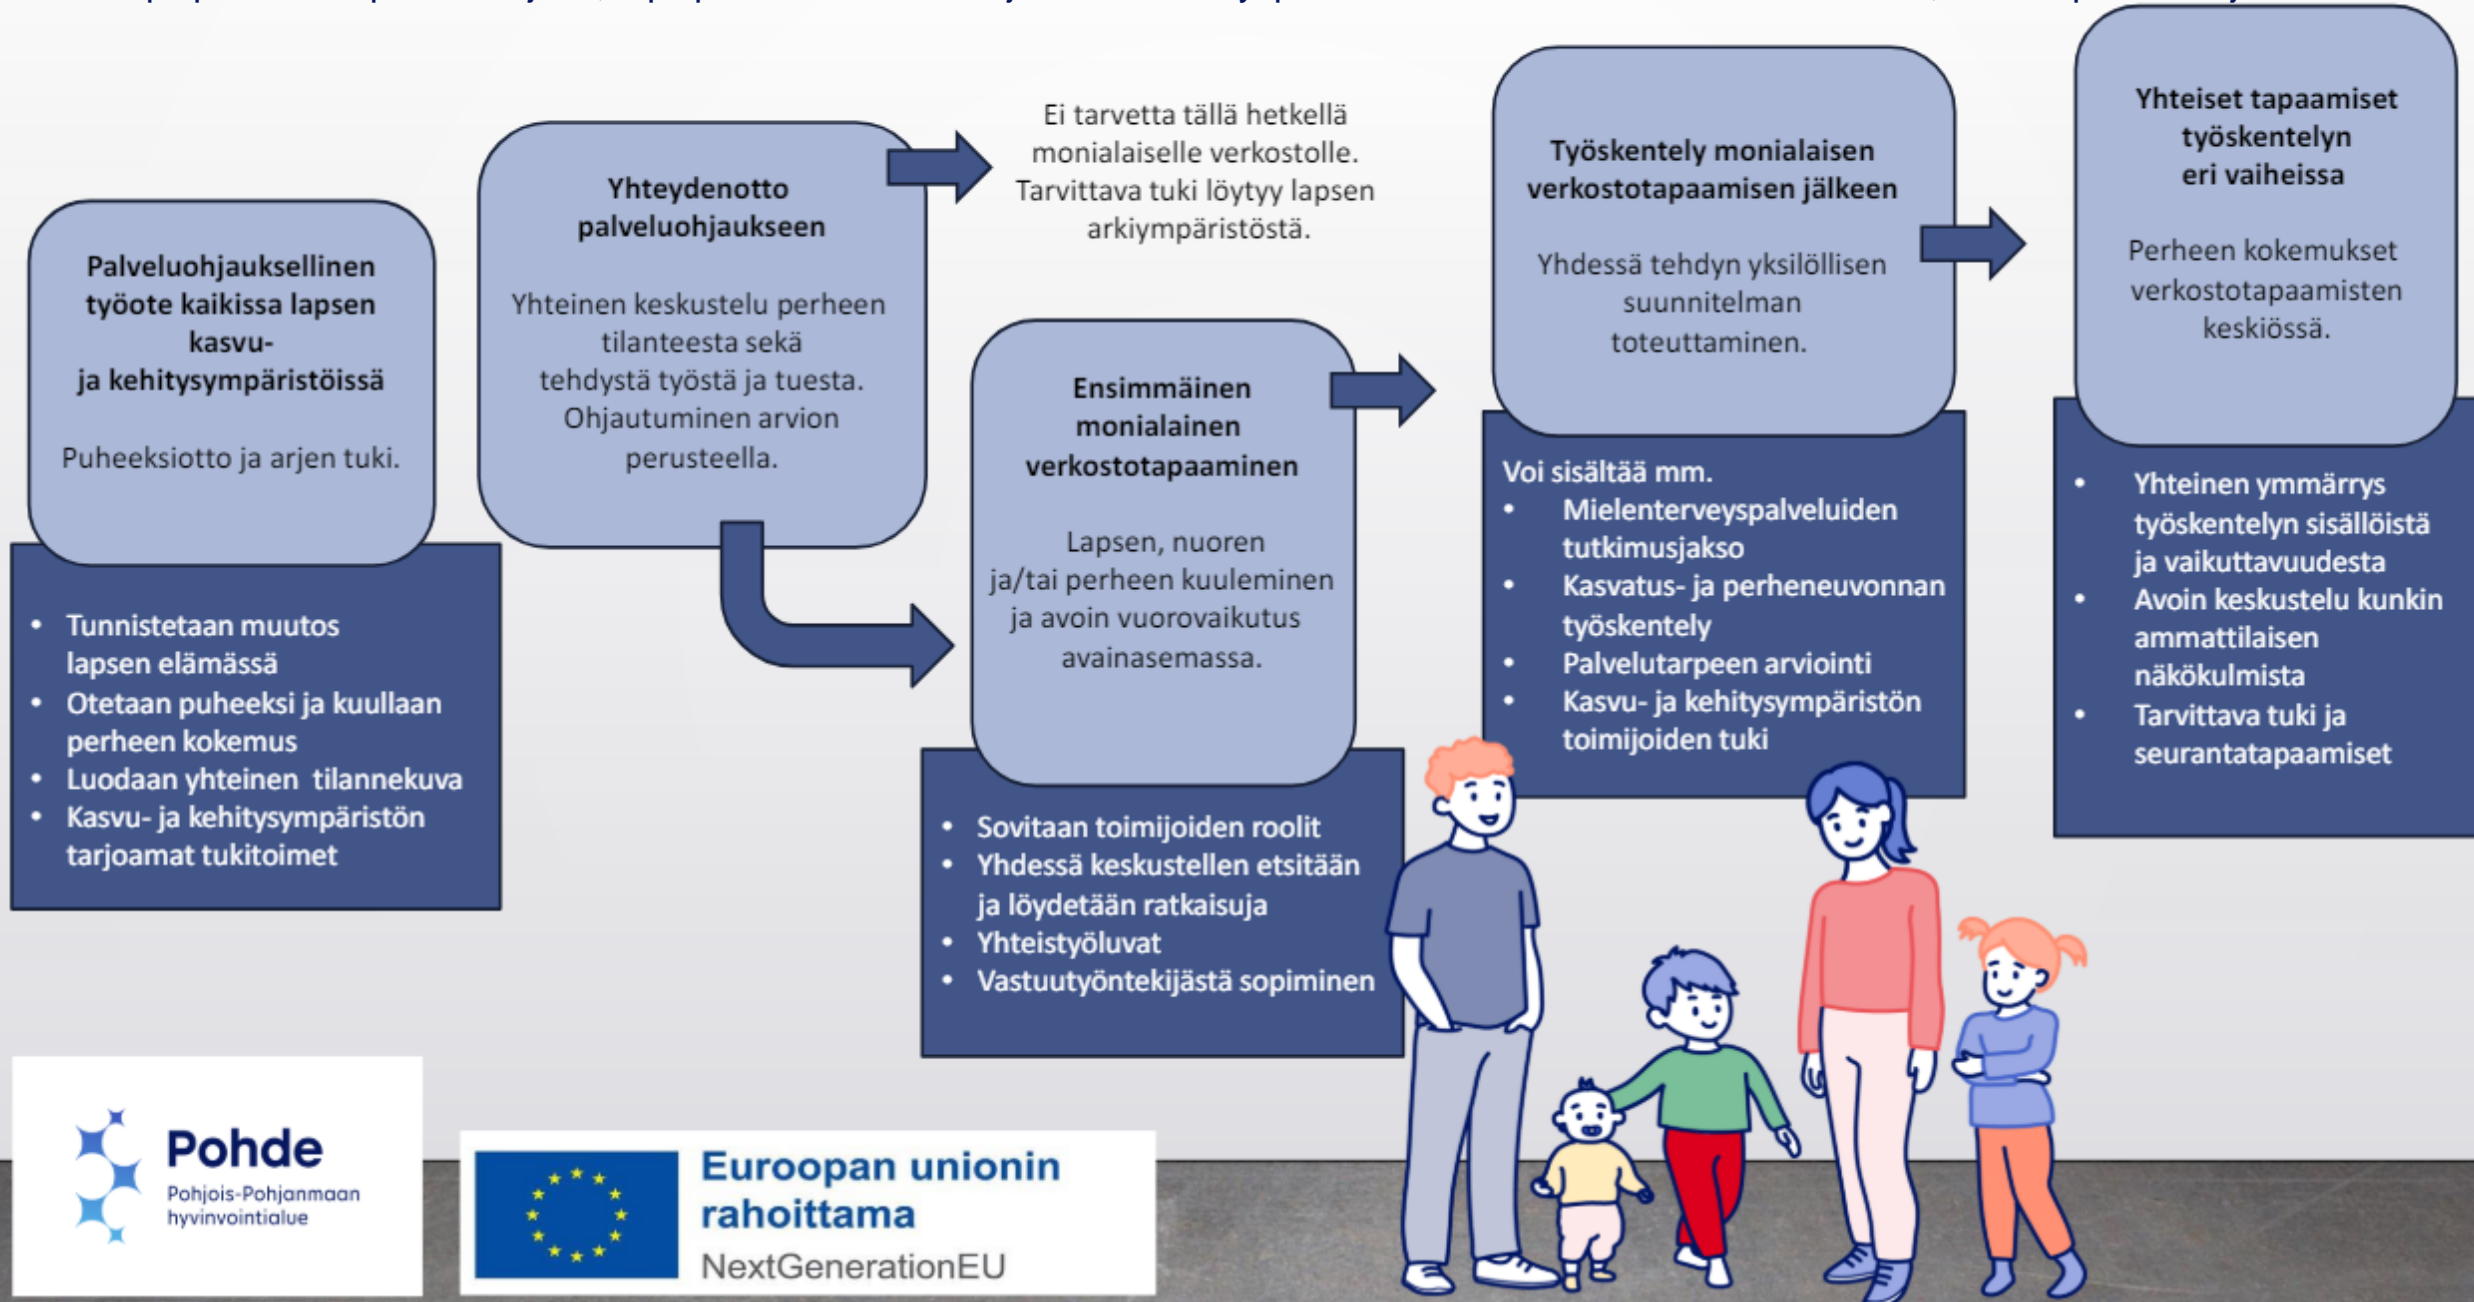 Palveluohjauksellinen
työote kaikissa lapsen
kasvu-
ja kehitysympäristöissä
Puheeksiotto ja arjen tuki.
• Tunnistetaan muutos
lapsen elämässä
• Otetaan puheeksi ja kuullaan
perheen kokemus
• Luodaan yhteinen tilannekuva
• Kasvu- ja kehitysympäristön
tarjoamat tukitoimet
Yhteydenotto
palveluohjaukseen
Yhteinen keskustelu perheen
tilanteesta sekä
tehdystä työstä ja tuesta.
Ohjautuminen arvion
perusteella.
Ei tarvetta tällä hetkellä
monialaiselle verkostolle.
Tarvittava tuki löytyy lapsen
arkiympäristöstä.
Ensimmäinen
monialainen
verkostotapaaminen
Lapsen, nuoren
ja/tai perheen kuuleminen
ja avoin vuorovaikutus
avainasemassa.
• Sovitaan toimijoiden roolit
• Yhdessä keskustellen etsitään
ja löydetään ratkaisuja
• Yhteistyöluvat
• Vastuutyöntekijästä sopiminen
Työskentely monialaisen
verkostotapaamisen jälkeen
Yhdessä tehdyn yksilöllisen
suunnitelman
toteuttaminen.
Voi sisältää mm.
• Mielenterveyspalveluiden
tutkimusjakso
• Kasvatus- ja perheneuvonnan
työskentely
• Palvelutarpeen arviointi
• Kasvu- ja kehitysympäristön
toimijoiden tuki
Yhteiset tapaamiset
työskentelyn
eri vaiheissa
Perheen kokemukset
verkostotapaamisten
keskiössä.
• Yhteinen ymmärrys
työskentelyn sisällöistä
ja vaikuttavuudesta
• Avoin keskustelu kunkin
ammattilaisen
näkökulmista
• Tarvittava tuki ja
seurantatapaamiset
Pohde
Pohjois-Pohjanmaan
hyvinvointialue
Euroopan unionin
rahoittama
NextGenerationEU